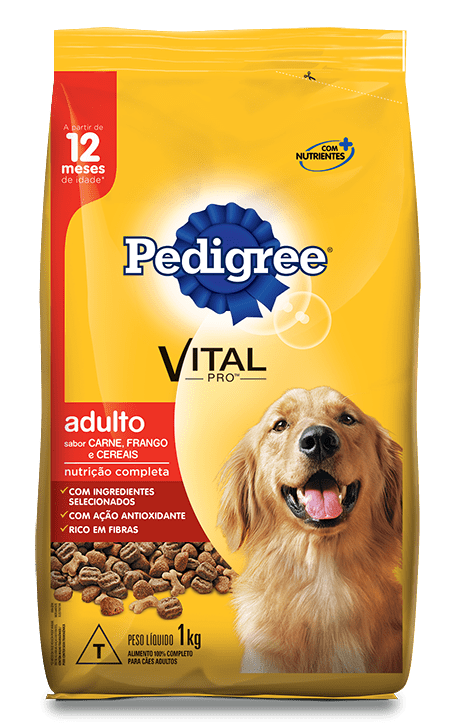 A partir de
12
meses
de idade*
COM
NUTRIENTES
Pedigree®
VITAL
PRO™
adulto
sabor CARNE, FRANGO
e CEREAIS
nutrição completa
COM INGREDIENTES
SELECIONADOS
COM AÇÃO ANTIOXIDANTE
RICO EM FIBRAS
T
PESO LÍQUIDO 1kg
ALIMENTO 100% COMPLETO
PARA CÃES ADULTOS